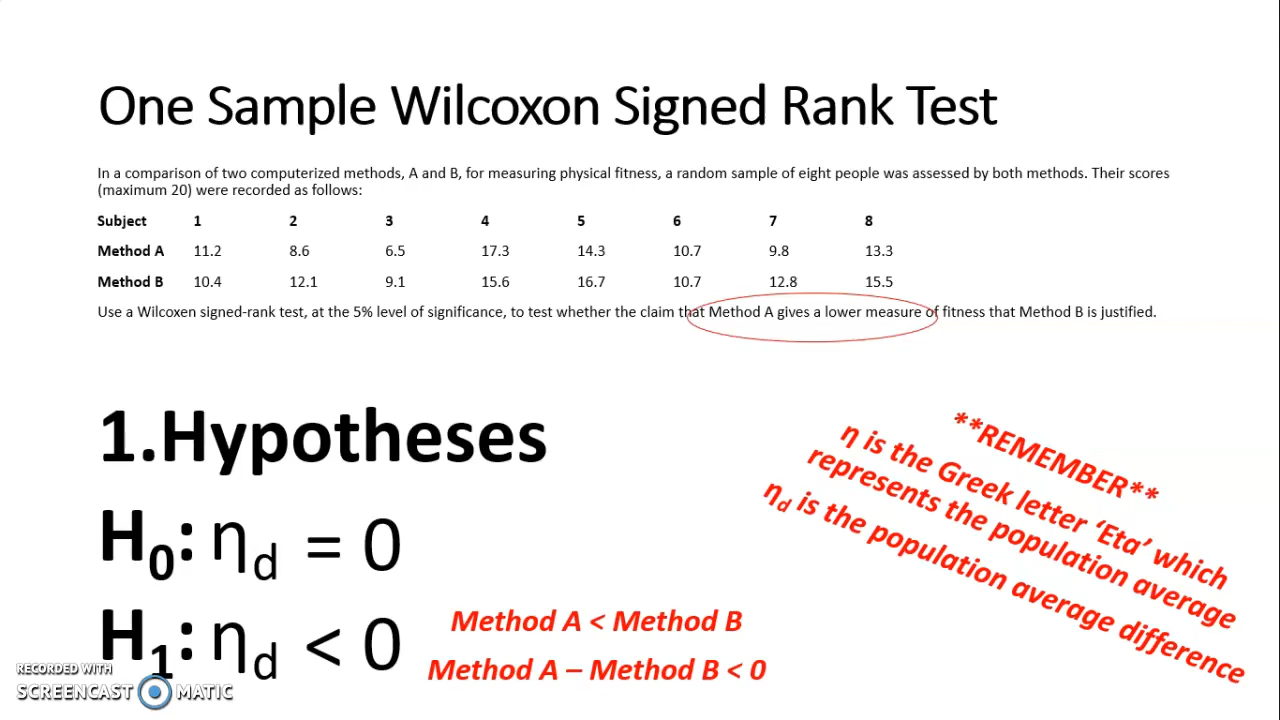 One Sample Wilcoxon Signed Rank Test
In a comparison of two computerized methods, A and B, for measuring physical fitness, a random sample of eight people was assessed by both methods. Their scores
(maximum 20) were recorded as follows:
Subject 1 2 3 4 5 6 7 8
Method A 11.2 8.6 6.5 17.3 14.3 10.7 9.8 13.3
Method B 10.4 12.1 9.1 15.6 16.7 10.7 12.8 15.5
Use a Wilcoxen signed-rank test, at the 5% level of significance, to test whether the claim that Method A gives a lower measure of fitness that Method B is justified.
1.Hypotheses
H₀: η_d = 0
H₁: η_d < 0
Method A < Method B
Method A – Method B < 0
**REMEMBER**
η is the Greek letter ‘Eta’ which
represents the population average
η_d is the population average difference
RECORDED WITH
SCREENCAST MATIC